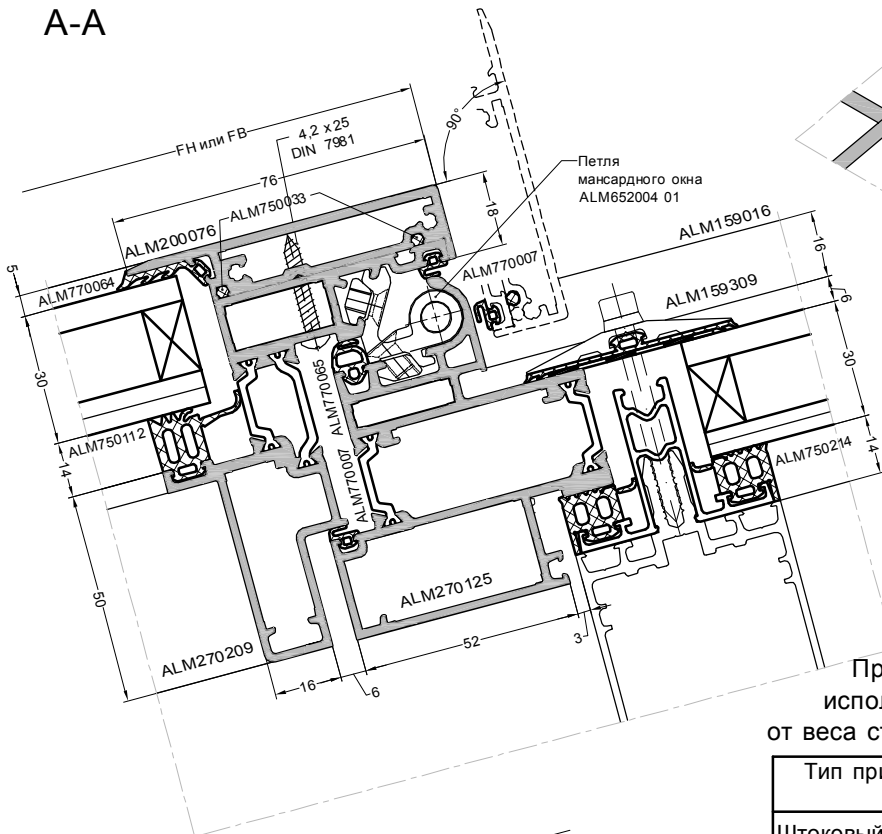 A-A
FH или FB
4,2 x 25
DIN 7981
90°
76
ALM750033
Петля
мансардного окна
ALM652004 01
18
ALM200076
ALM159016
16
5
ALM770064
ALM770007
ALM159309
6
30
30
ALM770065
ALM750112
ALM770007
ALM750214
14
14
50
ALM270125
52
3
ALM270209
16
6
Пр
испол
от веса ст
Тип при
Штоковый